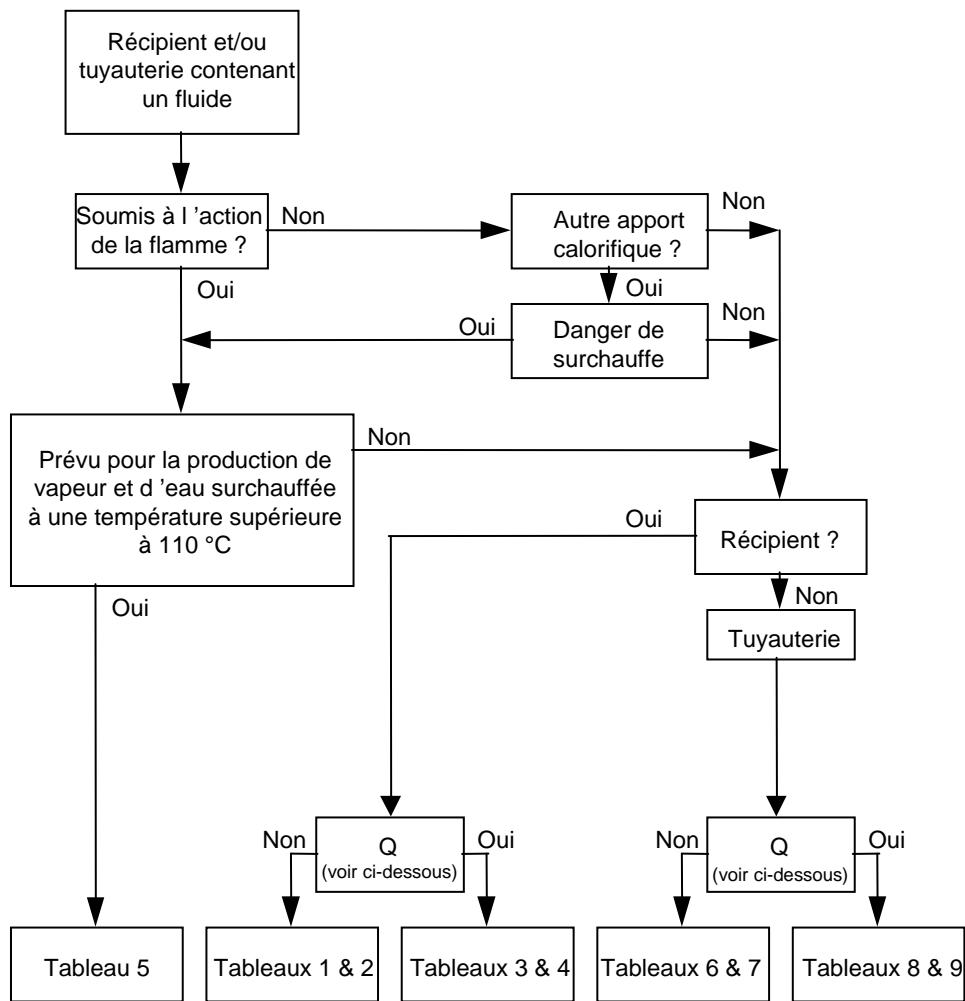 Récipient et/ou
tuyauterie contenant
un fluide
Soumis à l ’action
de la flamme ?
Non
Autre apport
calorifique ?
Non
Oui
Oui
Oui
Danger de
surchauffe
Non
Prévu pour la production de
vapeur et d ’eau surchauffée
à une température supérieure
à 110 °C
Non
Oui
Récipient ?
Oui
Non
Tuyauterie
Non
Q
(voir ci-dessous)
Oui
Non
Q
(voir ci-dessous)
Oui
Tableau 5
Tableaux 1 & 2
Tableaux 3 & 4
Tableaux 6 & 7
Tableaux 8 & 9